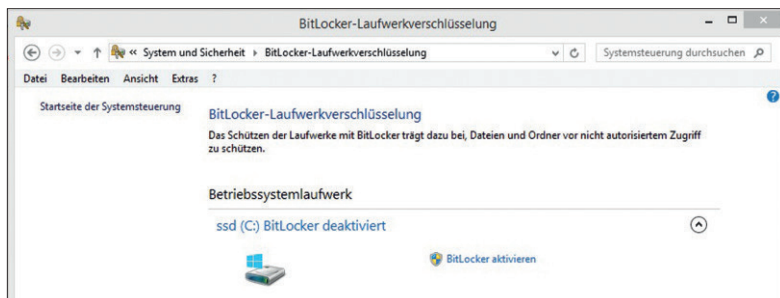 BitLocker-Laufwerkverschlüsselung
« System und Sicherheit ▸ BitLocker-Laufwerkverschlüsselung
Systemsteuerung durchsuchen
Datei Bearbeiten Ansicht Extras ?
Startseite der Systemsteuerung
BitLocker-Laufwerkverschlüsselung
Das Schützen der Laufwerke mit BitLocker trägt dazu bei, Dateien und Ordner vor nicht autorisiertem Zugriff
zu schützen.
Betriebssystemlaufwerk
ssd (C:) BitLocker deaktiviert
BitLocker aktivieren